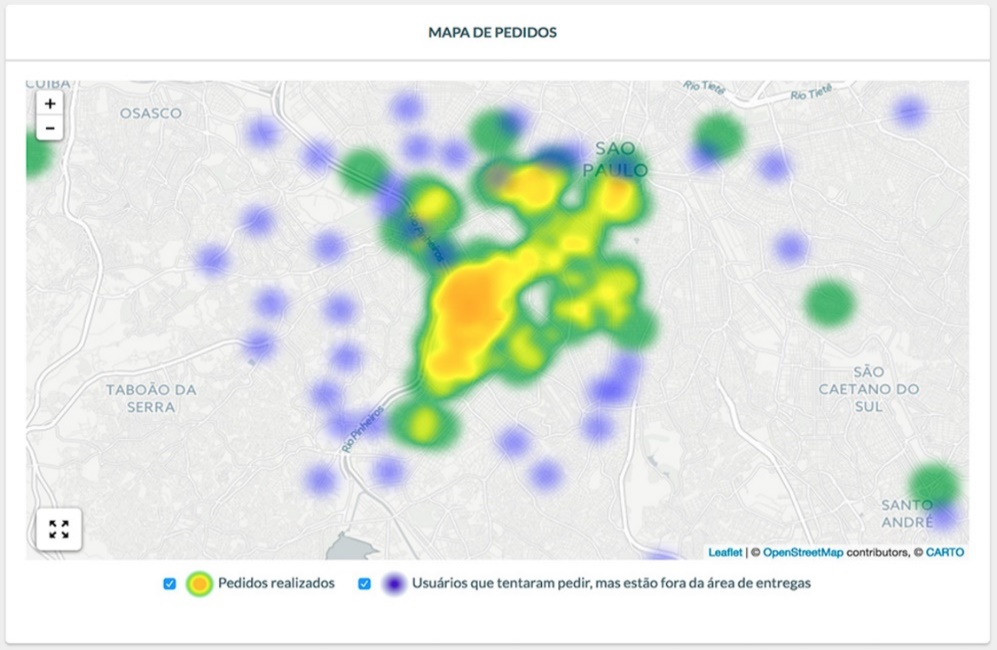 MAPA DE PEDIDOS
CUIBA
+
−
OSASCO
Rio Tietê
Rio Tietê
SAO
PAULO
Rio Pinheiros
TABOÃO DA
SERRA
Rio Pinheiros
SÃO
CAETANO DO
SUL
SANTO
ANDRÉ
Leaflet | © OpenStreetMap contributors, © CARTO
Pedidos realizados
Usuários que tentaram pedir, mas estão fora da área de entregas